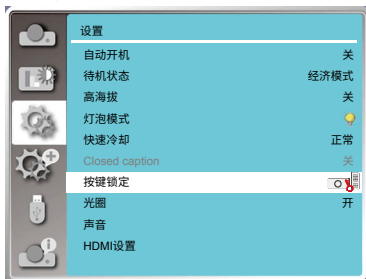 设置
自动开机 关
待机状态 经济模式
高海拔 关
灯泡模式
快速冷却 正常
Closed caption 关
按键锁定
光圈 开
声音
HDMI设置